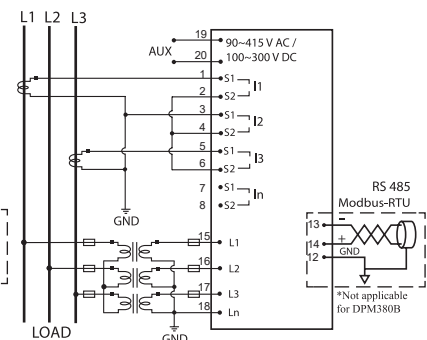 L1 L2 L3
AUX
19
20
90~415 V AC /
100~300 V DC
1
S1
I1
2
S2
3
S1
I2
4
S2
5
S1
I3
6
S2
7
S1
In
8
S2
GND
15
L1
16
L2
17
L3
18
Ln
LOAD
GND
RS 485
Modbus-RTU
13
-
14
+
12
GND
*Not applicable
for DPM380B